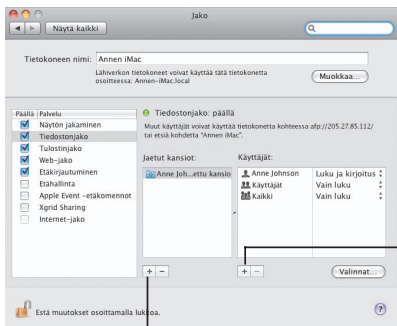 Jako
Näytä kaikki
Tietokoneen nimi: Annen iMac
Lähiverkon tietokoneet voivat käyttää tätä tietokonetta
osoitteessa: Annen-iMac.local
Muokkaa...
Päällä Palvelu
Näytön jakaminen
Tiedostonjako
Tulostinjako
Web-jako
Etäkirjautuminen
Etähallinta
Apple Event -etäkomennot
Xgrid Sharing
Internet-jako
Tiedostonjako: päällä
Muut käyttäjät voivat käyttää tietokonetta kohteessa afp://205.27.85.112/
tai etsiä kohdetta "Annen iMac".
Jaetut kansiot:
Anne Joh...ettu kansio
Käyttäjät:
Anne Johnson Luku ja kirjoitus
Käyttäjät Vain luku
Kaikki Vain luku
+ − + −
Valinnat...
Estä muutokset osoittamalla lukkoa.
?